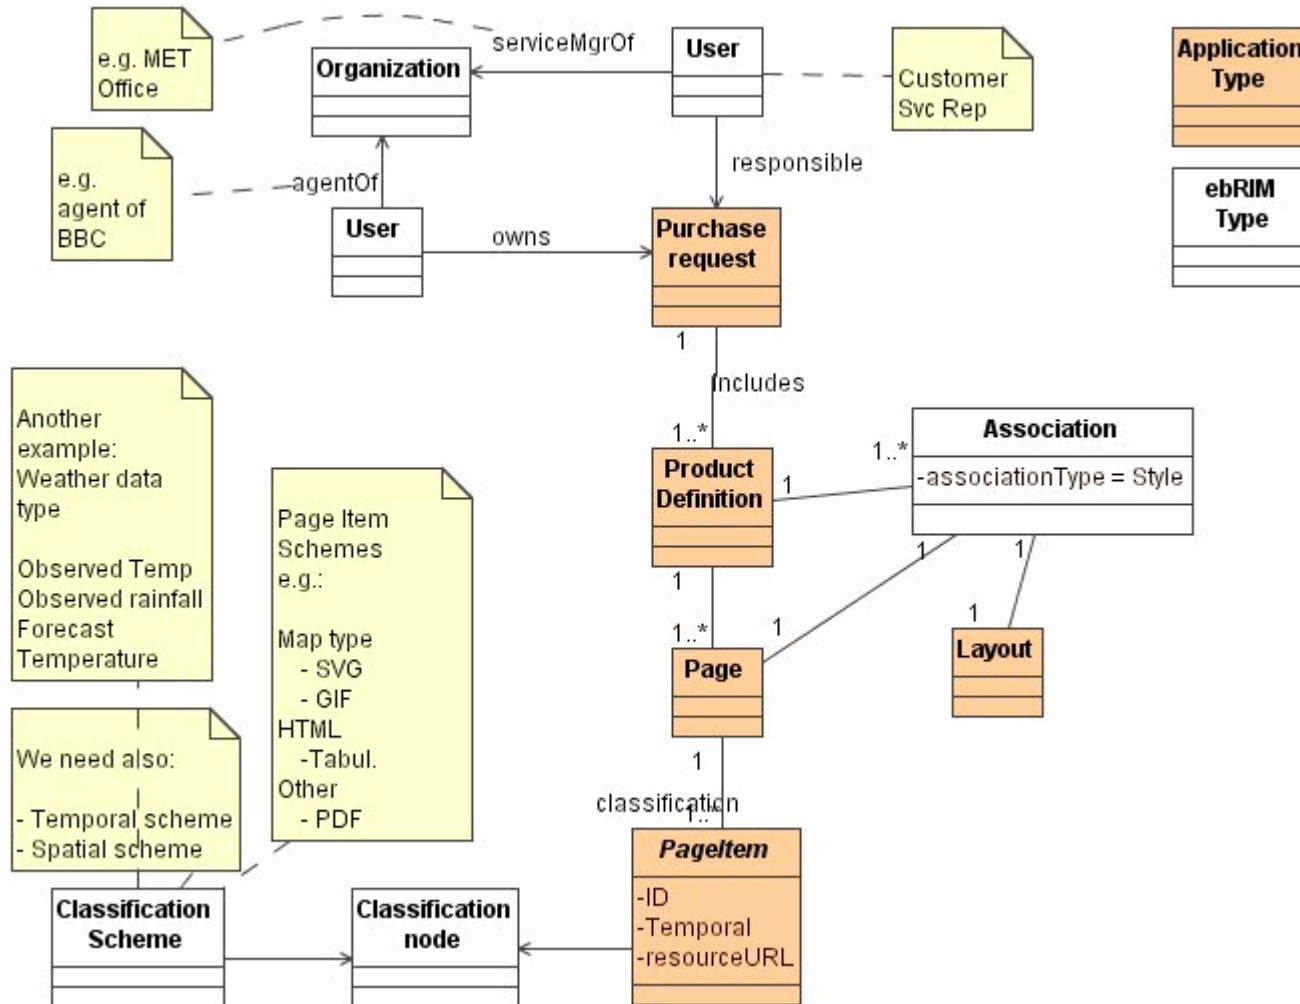 e.g. MET
Office
serviceMgrOf
Organization
User
Customer
Svc Rep
Application
Type
e.g.
agent of
BBC
agentOf
responsible
ebRIM
Type
User
owns
Purchase
request
1
Includes
1..*
Another
example:
Weather data
type
Observed Temp
Observed rainfall
Forecast
Temperature
Page Item
Schemes
e.g.:
Map type
- SVG
- GIF
HTML
-Tabul.
Other
- PDF
Product
Definition
1
1..*
Association
-associationType = Style
1
1..*
1
1
1
1
Page
Layout
We need also:
- Temporal scheme
- Spatial scheme
1
classification
1..*
PageItem
-ID
-Temporal
-resourceURL
Classification
Scheme
Classification
node